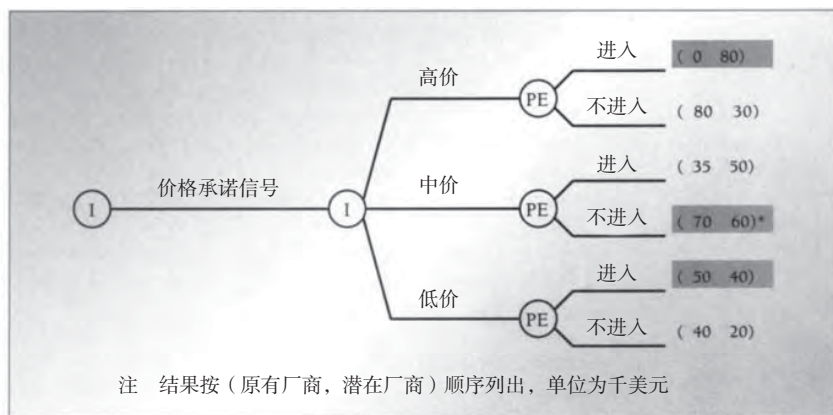 高价
进入
( 0 80)
PE
不进入
( 80 30)
I
价格承诺信号
I
中价
进入
( 35 50)
PE
不进入
( 70 60)*
低价
进入
( 50 40)
PE
不进入
( 40 20)
注 结果按（原有厂商，潜在厂商）顺序列出，单位为千美元